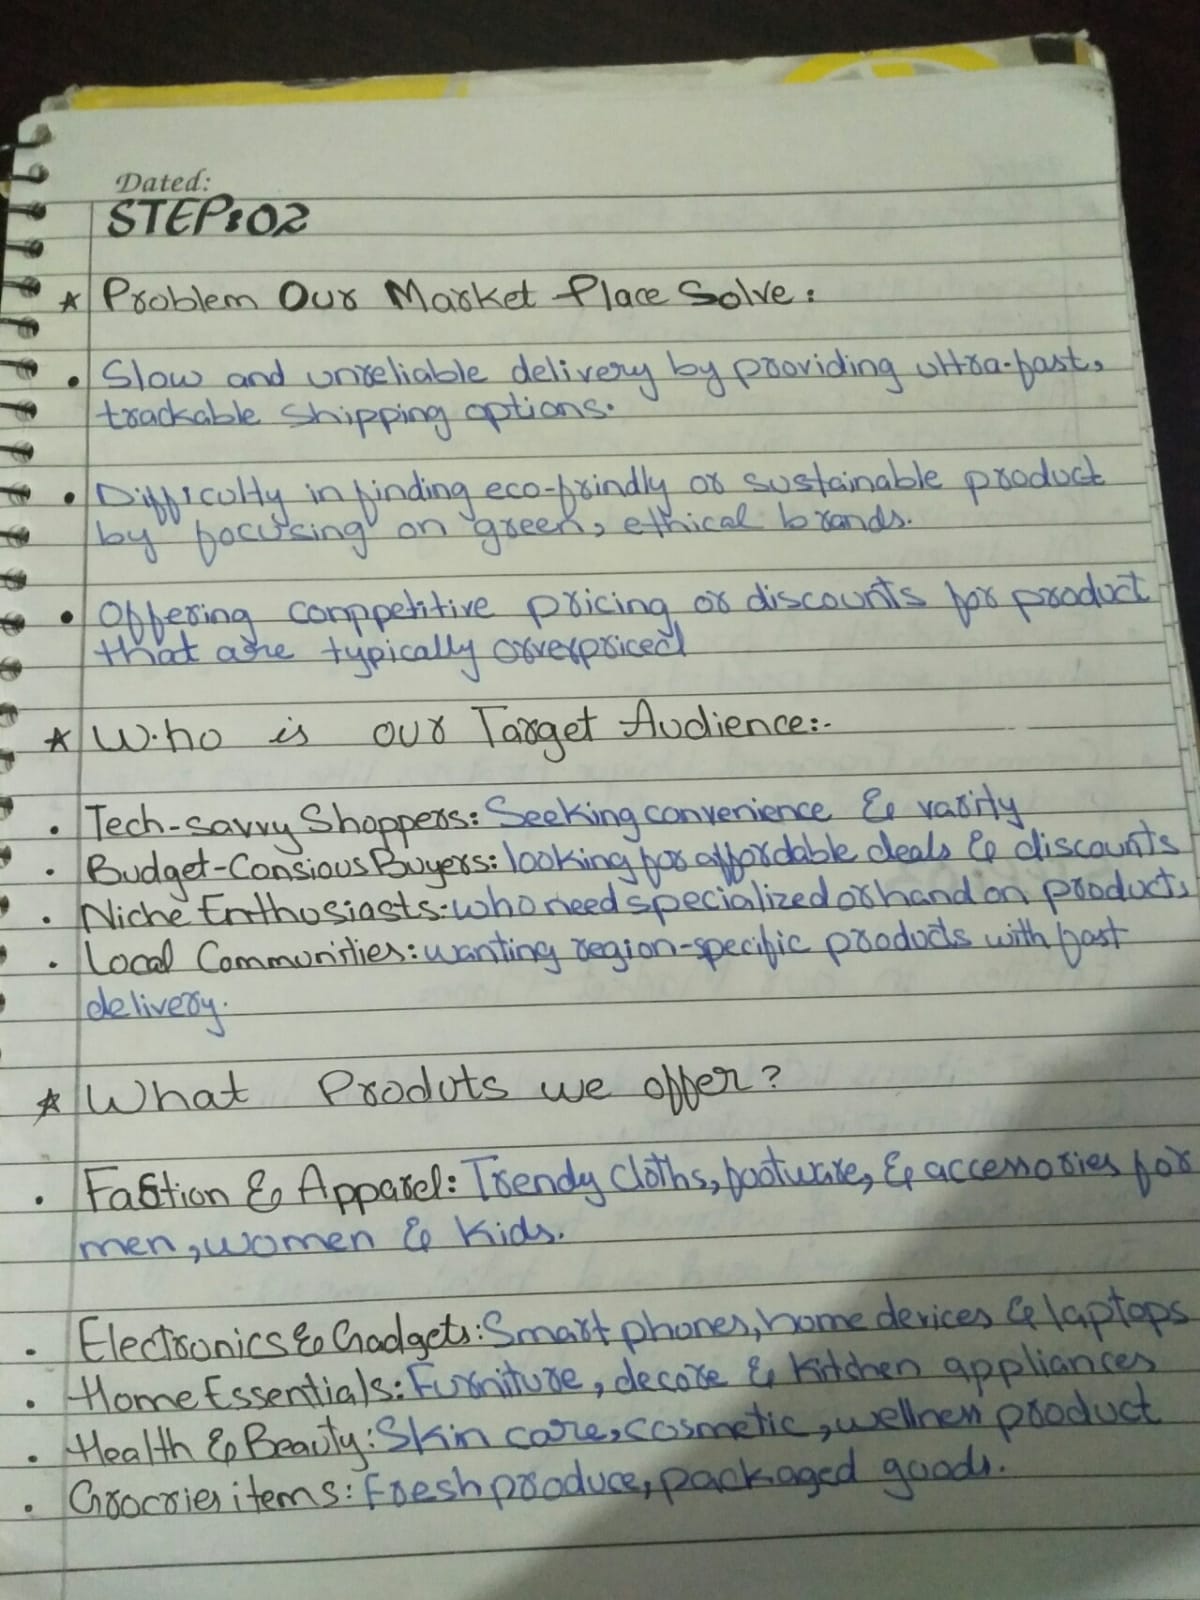 Dated:
STEP:02
* Problem Our Market Place Solve:
• Slow and unreliable delivery by providing ultra-fast,
trackable shipping options.
• Difficulty in finding eco-frindly or sustainable product
by focusing on green, ethical brands.
• Offering comppetitive pricing or discounts for product
that are typically orverpriced
* Who is our Target Audience:-
• Tech-savvy Shoppers: Seeking convenience & varity
• Budget-Consious Buyers: looking for affordable deals & discounts
• Niche Enthusiasts: who need specialized or hand on products
• Local Communities: wanting region-specific products with fast
delivery.
* What Produts we offer?
• Fastion & Apparel: Trendy Cloths, footware, & accessories for
men, women & kids.
• Electronics & Gadgets: Smart phones, home devices & laptops
• Home Essentials: Furniture, decore & Kitchen appliances
• Health & Beauty: Skin care, cosmetic, wellness product
• Grocries items: Fresh produce, packaged goods.